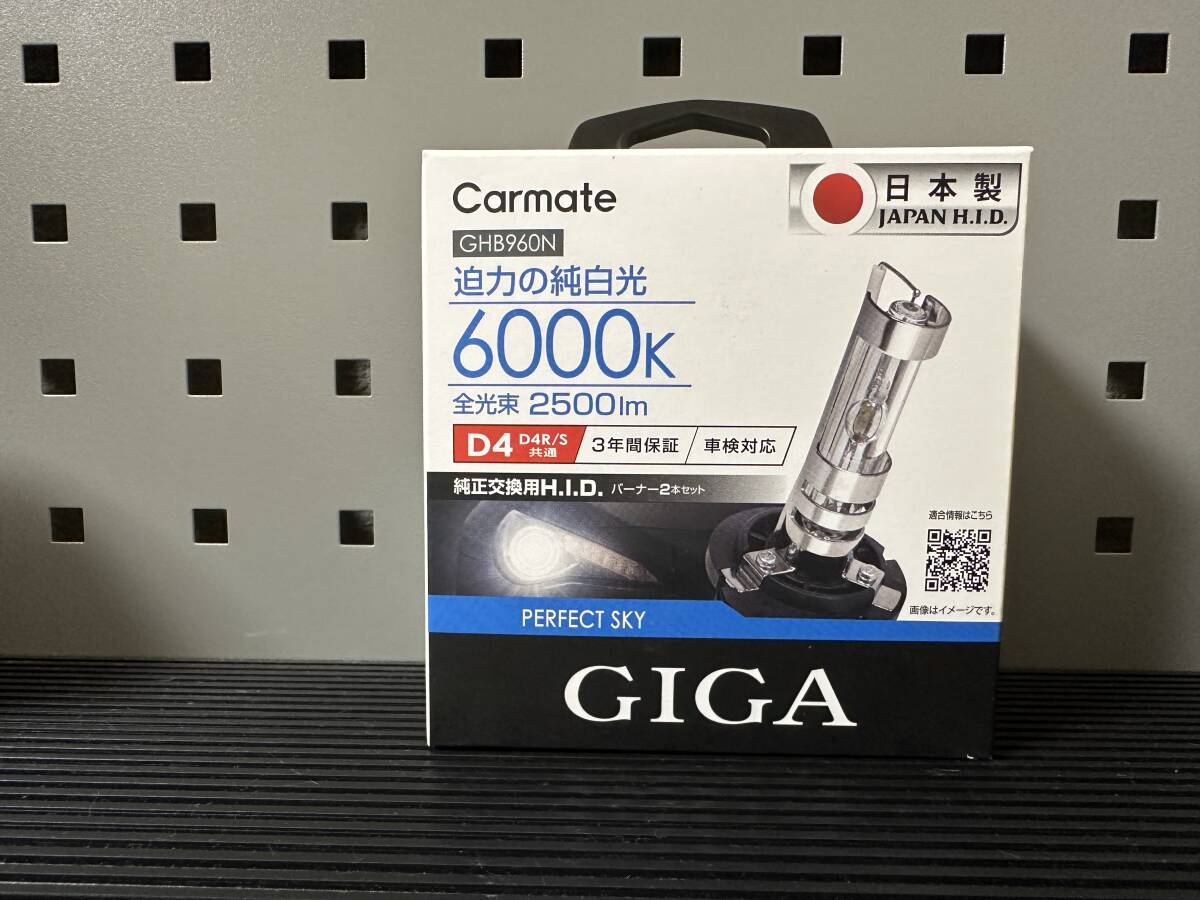 Carmate
日本製
JAPAN H.I.D.
GHB960N
迫力の純白光
6000K
全光束 2500lm
D4 D4R/S 共通 3年間保証 車検対応
純正交換用H.I.D. バーナー2本セット
適合情報はこちら
画像はイメージです。
PERFECT SKY
GIGA